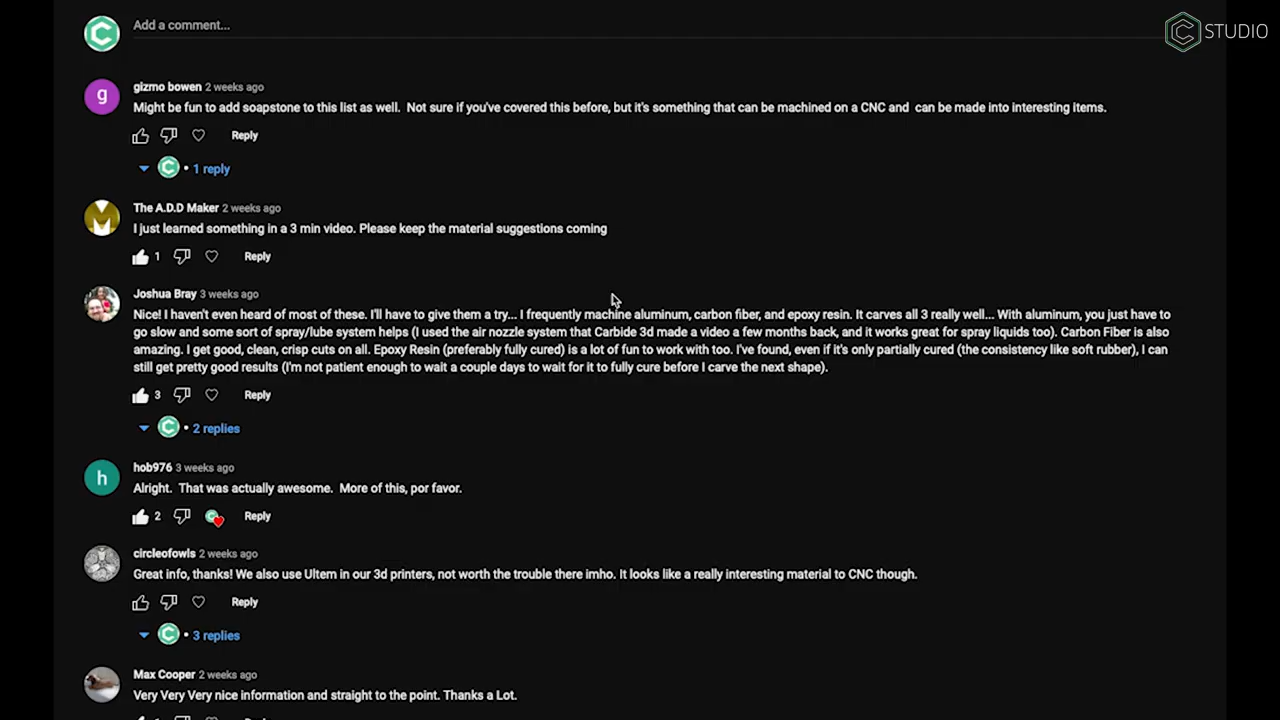 STUDIO
Add a comment...
g
gizmo bowen 2 weeks ago
Might be fun to add soapstone to this list as well.  Not sure if you've covered this before, but it's something that can be machined on a CNC and  can be made into interesting items.
Reply
1 reply
The A.D.D Maker 2 weeks ago
I just learned something in a 3 min video. Please keep the material suggestions coming
1 Reply
Joshua Bray 3 weeks ago
Nice! I haven't even heard of most of these. I'll have to give them a try... I frequently machine aluminum, carbon fiber, and epoxy resin. It carves all 3 really well... With aluminum, you just have to
go slow and some sort of spray/lube system helps (I used the air nozzle system that Carbide 3d made a video a few months back, and it works great for spray liquids too). Carbon Fiber is also
amazing. I get good, clean, crisp cuts on all. Epoxy Resin (preferably fully cured) is a lot of fun to work with too. I've found, even if it's only partially cured (the consistency like soft rubber), I can
still get pretty good results (I'm not patient enough to wait a couple days to wait for it to fully cure before I carve the next shape).
3 Reply
2 replies
h
hob976 3 weeks ago
Alright.  That was actually awesome.  More of this, por favor.
2 Reply
circleofowls 2 weeks ago
Great info, thanks! We also use Ultem in our 3d printers, not worth the trouble there imho. It looks like a really interesting material to CNC though.
Reply
3 replies
Max Cooper 2 weeks ago
Very Very Very nice information and straight to the point. Thanks a Lot.